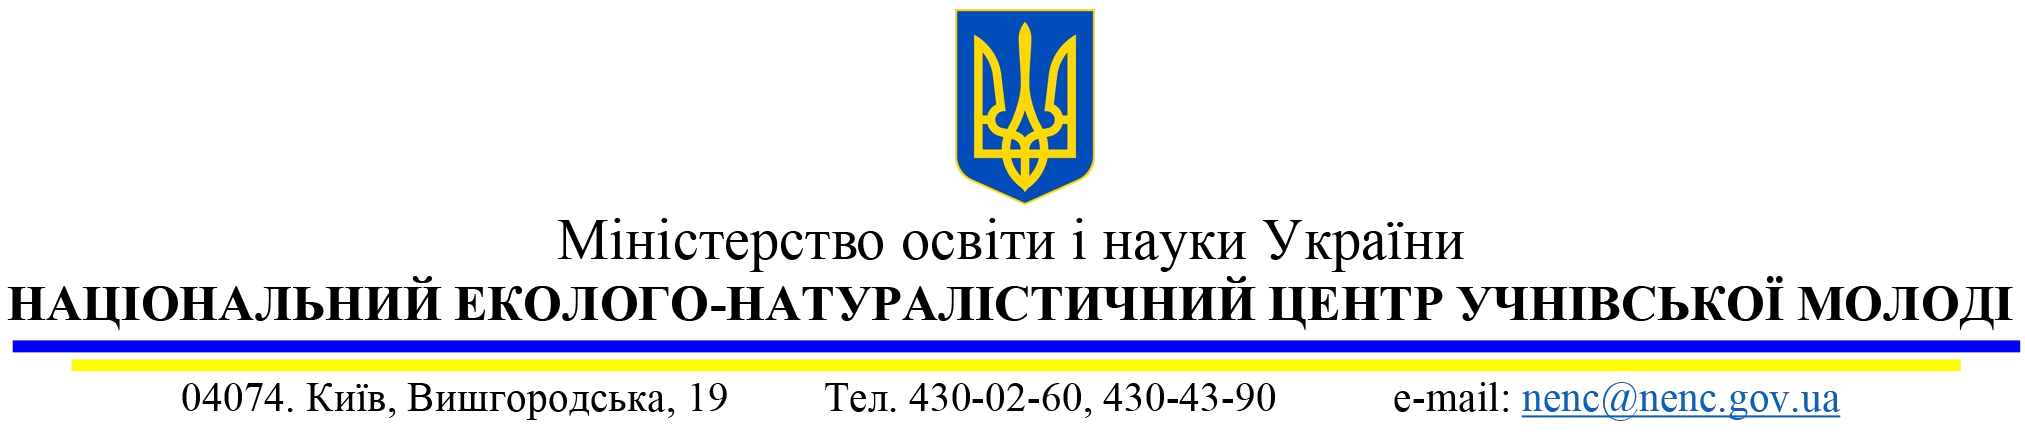 Міністерство освіти і науки України
НАЦІОНАЛЬНИЙ ЕКОЛОГО-НАТУРАЛІСТИЧНИЙ ЦЕНТР УЧНІВСЬКОЇ МОЛОДІ
04074. Київ, Вишгородська, 19 Тел. 430-02-60, 430-43-90 e-mail: nenc@nenc.gov.ua